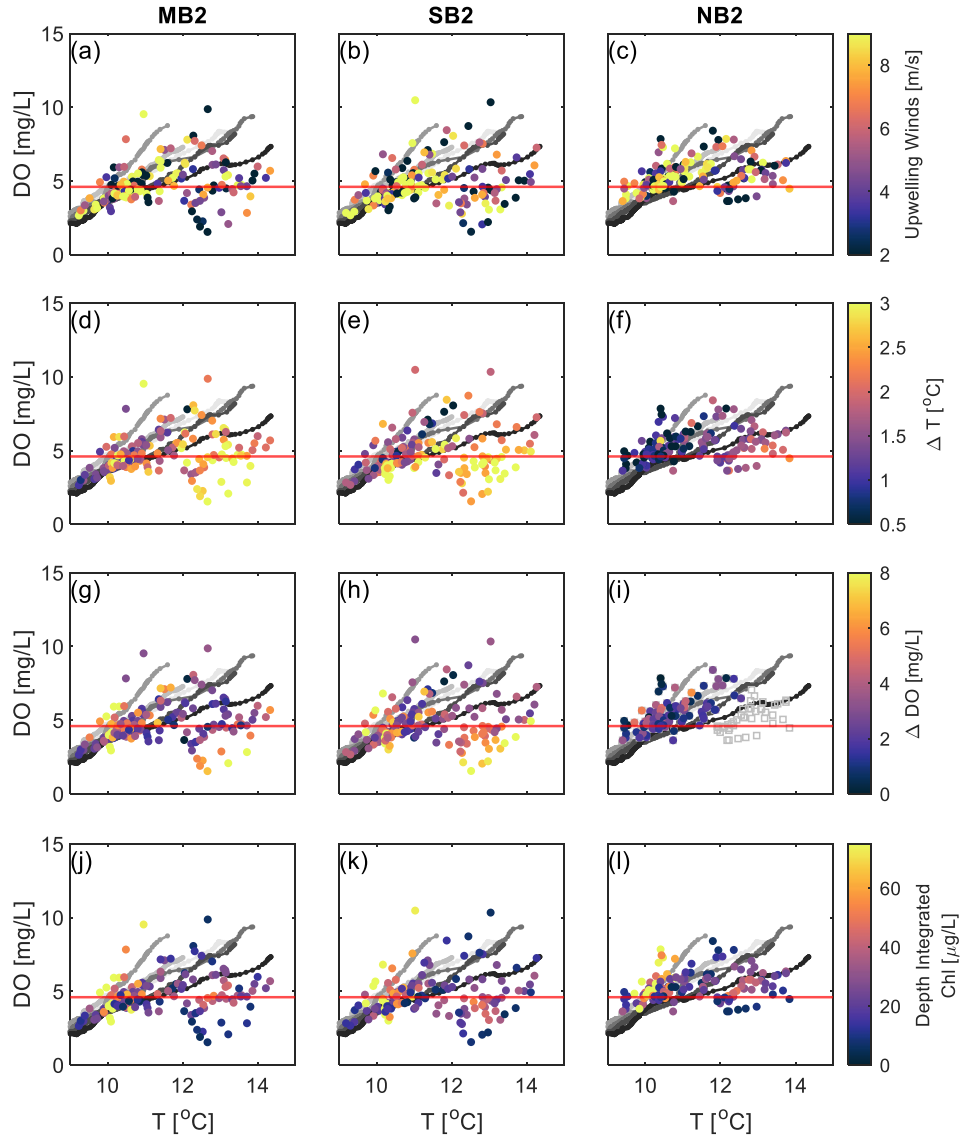 MB2 SB2 NB2
(a) (b) (c)
15
10
5
0
DO [mg/L]
8
6
4
2
Upwelling Winds [m/s]
(d) (e) (f)
15
10
5
0
DO [mg/L]
3
2.5
2
1.5
1
0.5
Δ T [°C]
(g) (h) (i)
15
10
5
0
DO [mg/L]
8
6
4
2
0
Δ DO [mg/L]
(j) (k) (l)
15
10
5
0
DO [mg/L]
60
40
20
0
Depth Integrated
Chl [μg/L]
10 12 14 10 12 14 10 12 14
T [°C] T [°C] T [°C]